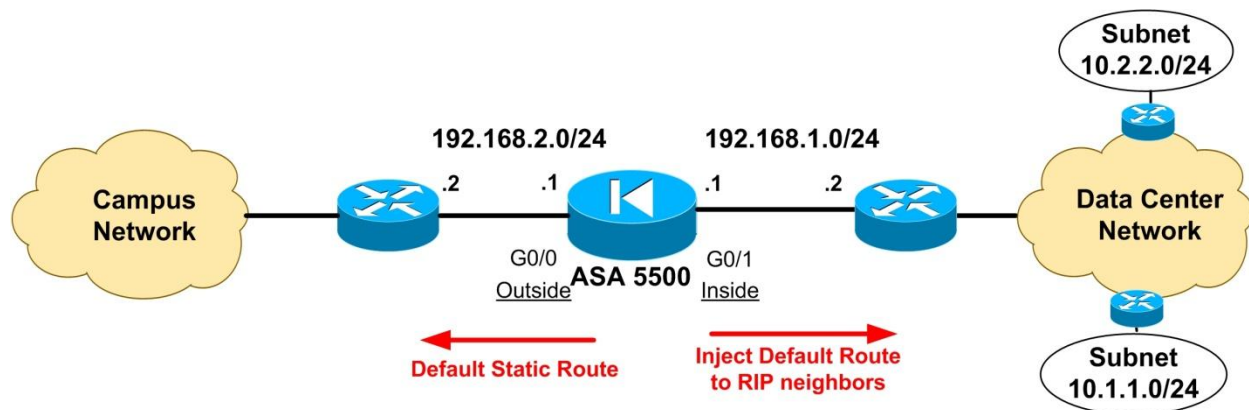 Subnet
10.2.2.0/24
192.168.2.0/24
192.168.1.0/24
.2
.1
.1
.2
Campus
Network
Data Center
Network
G0/0
Outside
ASA 5500
G0/1
Inside
Default Static Route
Inject Default Route
to RIP neighbors
Subnet
10.1.1.0/24